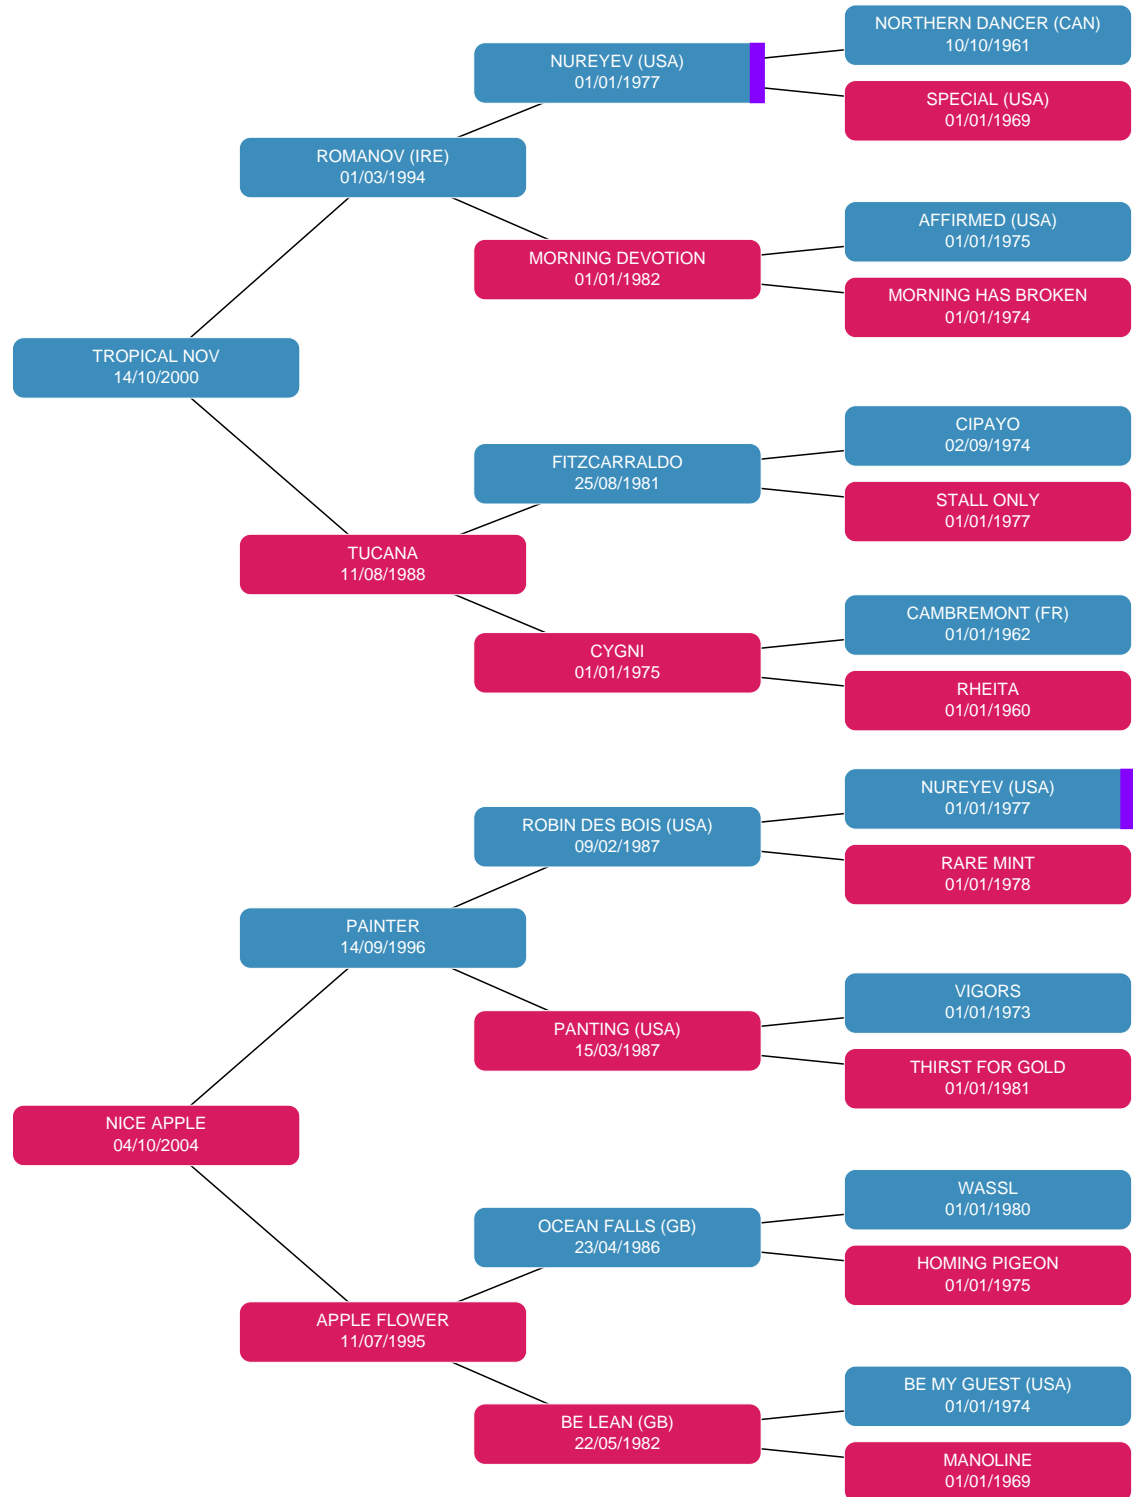 NORTHERN DANCER (CAN)
10/10/1961
NUREYEV (USA)
01/01/1977
SPECIAL (USA)
01/01/1969
ROMANOV (IRE)
01/03/1994
AFFIRMED (USA)
01/01/1975
MORNING DEVOTION
01/01/1982
MORNING HAS BROKEN
01/01/1974
TROPICAL NOV
14/10/2000
CIPAYO
02/09/1974
FITZCARRALDO
25/08/1981
STALL ONLY
01/01/1977
TUCANA
11/08/1988
CAMBREMONT (FR)
01/01/1962
CYGNI
01/01/1975
RHEITA
01/01/1960
NUREYEV (USA)
01/01/1977
ROBIN DES BOIS (USA)
09/02/1987
RARE MINT
01/01/1978
PAINTER
14/09/1996
VIGORS
01/01/1973
PANTING (USA)
15/03/1987
THIRST FOR GOLD
01/01/1981
NICE APPLE
04/10/2004
WASSL
01/01/1980
OCEAN FALLS (GB)
23/04/1986
HOMING PIGEON
01/01/1975
APPLE FLOWER
11/07/1995
BE MY GUEST (USA)
01/01/1974
BE LEAN (GB)
22/05/1982
MANOLINE
01/01/1969